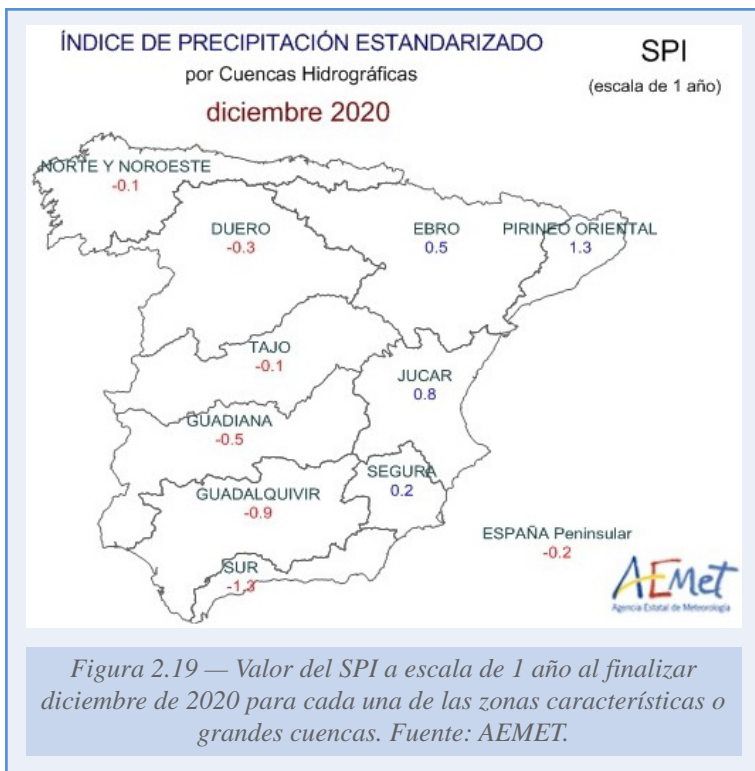 ÍNDICE DE PRECIPITACIÓN ESTANDARIZADO
SPI
por Cuencas Hidrográficas
(escala de 1 año)
diciembre 2020
NORTE Y NOROESTE
-0.1
DUERO
-0.3
EBRO
0.5
PIRINEO ORIENTAL
1.3
TAJO
-0.1
JUCAR
0.8
GUADIANA
-0.5
SEGURA
0.2
GUADALQUIVIR
-0.9
ESPAÑA Peninsular
-0.2
SUR
-1.3
AEMet
Agencia Estatal de Meteorología
Figura 2.19 — Valor del SPI a escala de 1 año al finalizar
diciembre de 2020 para cada una de las zonas características o
grandes cuencas. Fuente: AEMET.